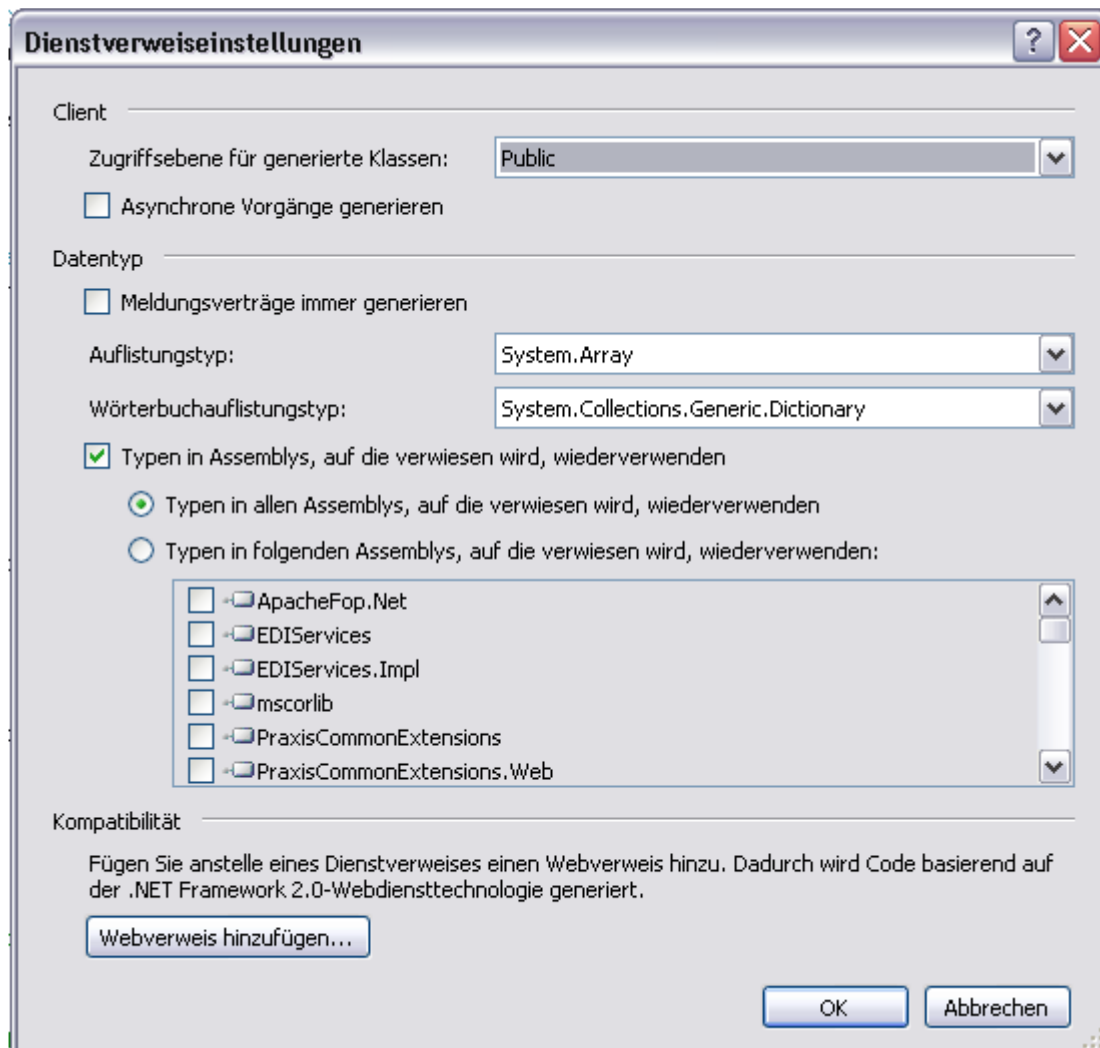 Dienstverweiseinstellungen
Client
Zugriffsebene für generierte Klassen:
Public
Asynchrone Vorgänge generieren
Datentyp
Meldungsverträge immer generieren
Auflistungstyp:
System.Array
Wörterbuchauflistungstyp:
System.Collections.Generic.Dictionary
Typen in Assemblys, auf die verwiesen wird, wiederverwenden
Typen in allen Assemblys, auf die verwiesen wird, wiederverwenden
Typen in folgenden Assemblys, auf die verwiesen wird, wiederverwenden:
ApacheFop.Net
EDIServices
EDIServices.Impl
mscorlib
PraxisCommonExtensions
PraxisCommonExtensions.Web
Kompatibilität
Fügen Sie anstelle eines Dienstverweises einen Webverweis hinzu. Dadurch wird Code basierend auf
der .NET Framework 2.0-Webdiensttechnologie generiert.
Webverweis hinzufügen...
OK
Abbrechen